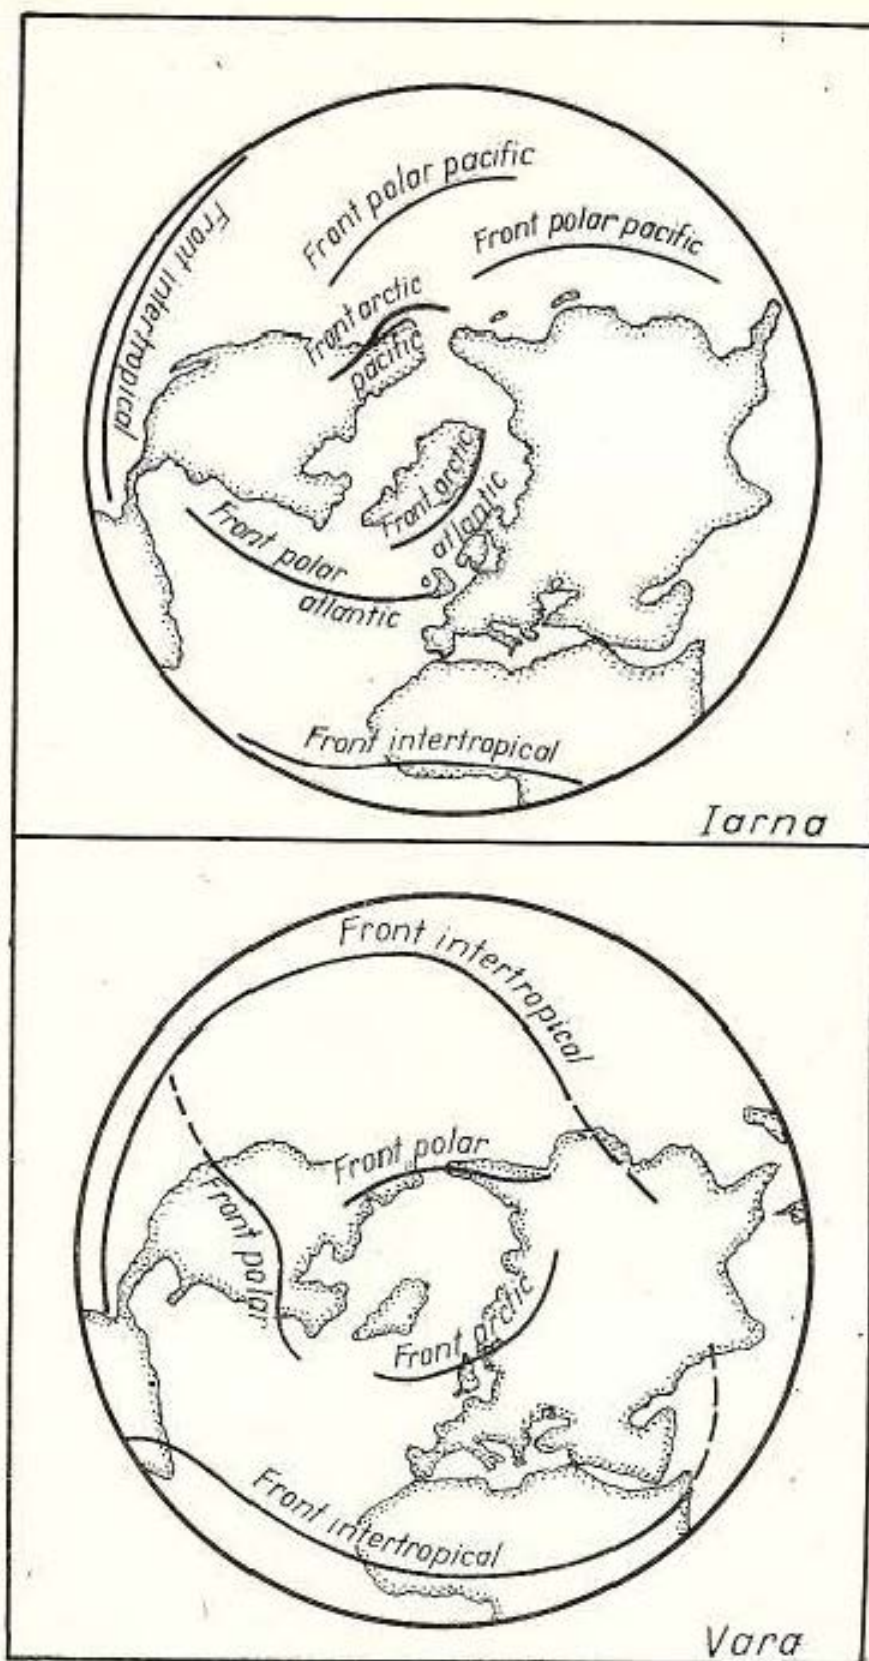 Front polar pacific
Front polar pacific
Front intertropical
Front arctic
pacific
Front arctic
atlantic
Front polar
atlantic
Front intertropical
Iarna
Front intertropical
Front polar
Front polar
Front arctic
Front intertropical
Vara